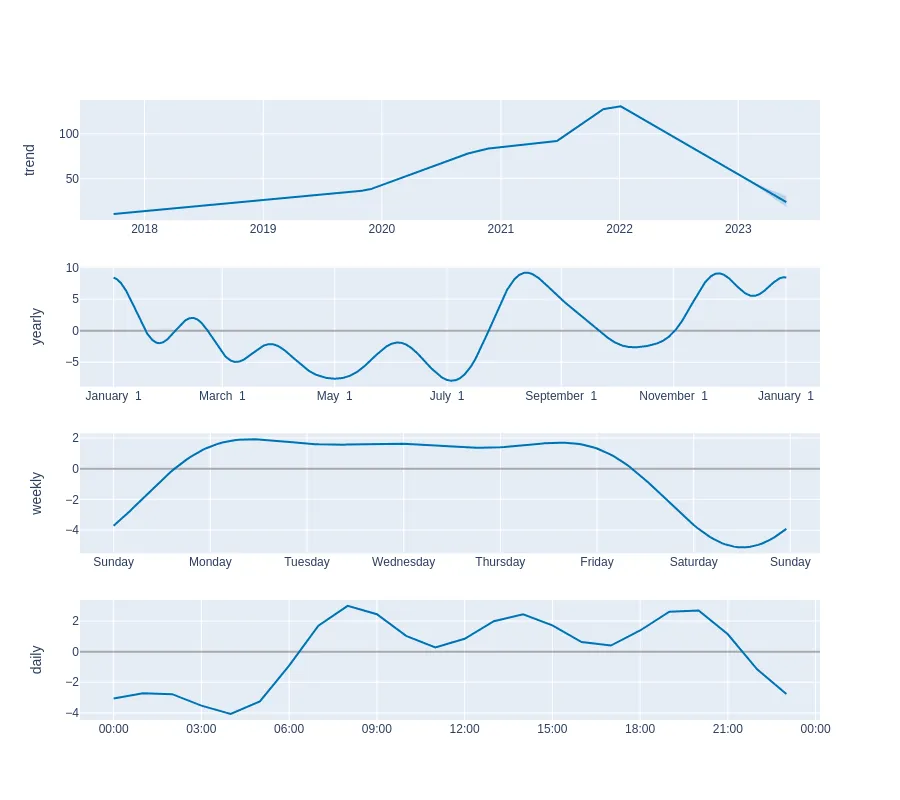 trend
100
50
2018 2019 2020 2021 2022 2023
yearly
10
5
0
−5
January 1 March 1 May 1 July 1 September 1 November 1 January 1
weekly
2
0
−2
−4
Sunday Monday Tuesday Wednesday Thursday Friday Saturday Sunday
daily
2
0
−2
−4
00:00 03:00 06:00 09:00 12:00 15:00 18:00 21:00 00:00